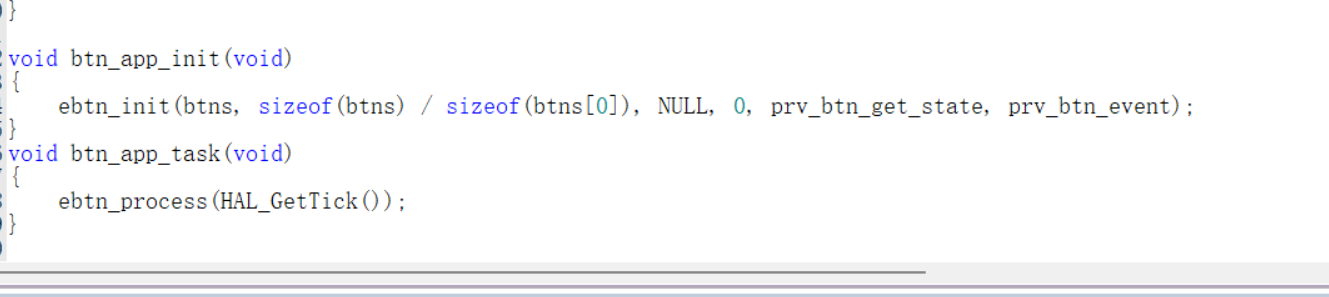 }
void btn_app_init(void)
{
    ebtn_init(btns, sizeof(btns) / sizeof(btns[0]), NULL, 0, prv_btn_get_state, prv_btn_event);
}
void btn_app_task(void)
{
    ebtn_process(HAL_GetTick());
}